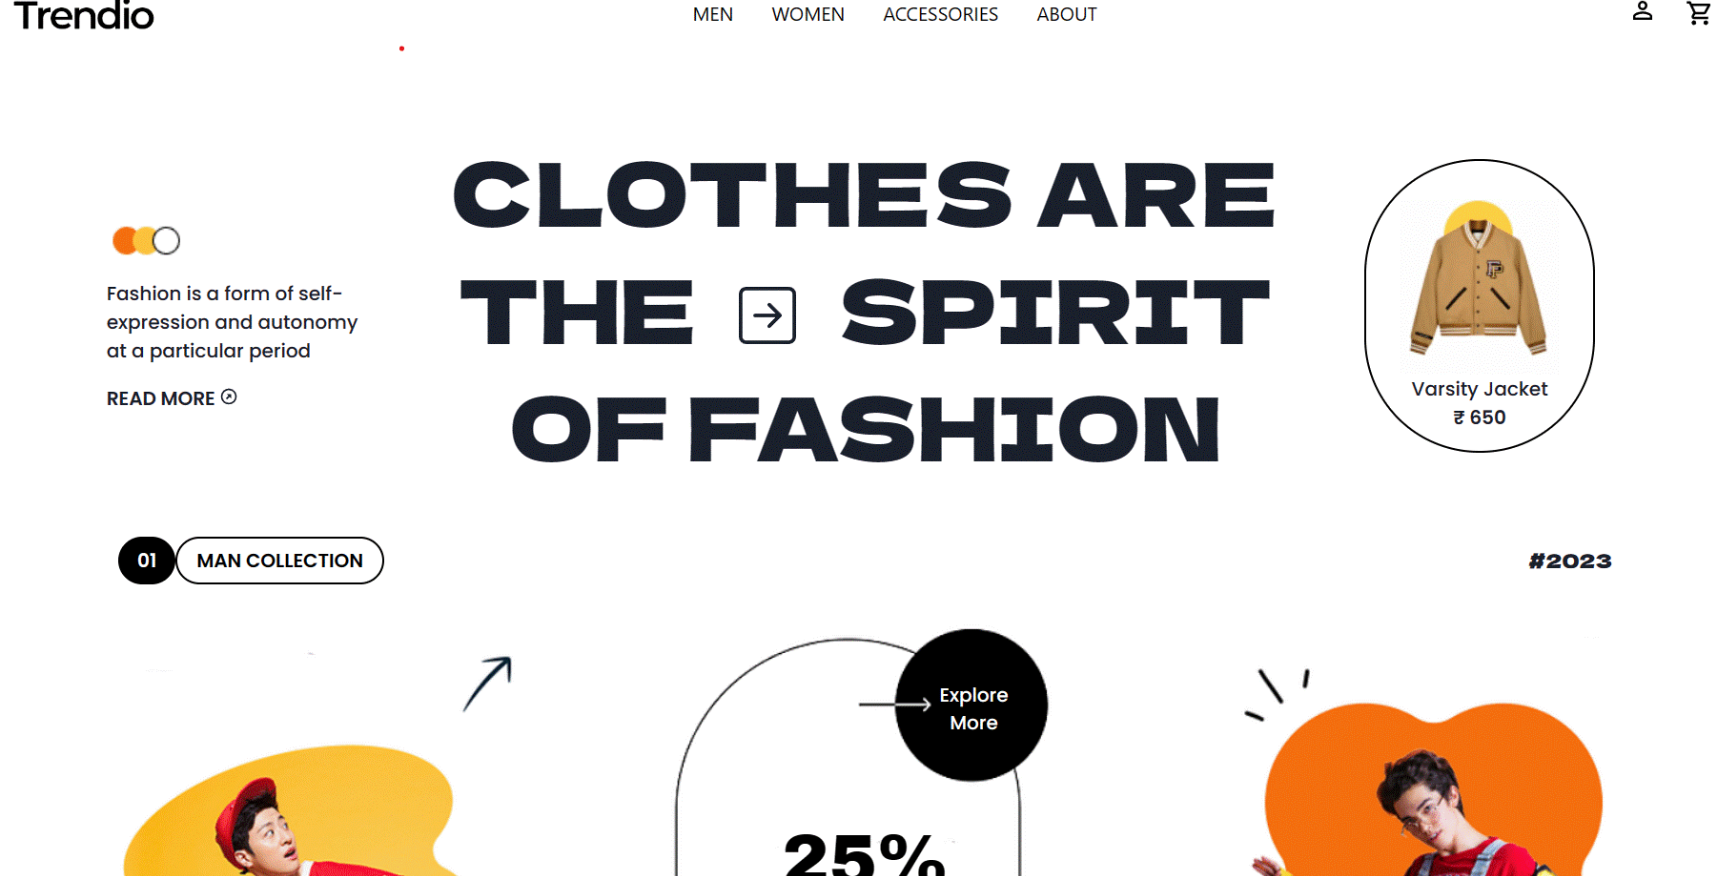 Trendio
MEN WOMEN ACCESSORIES ABOUT
CLOTHES ARE
THE SPIRIT
OF FASHION
Fashion is a form of self-
expression and autonomy
at a particular period
READ MORE
Varsity Jacket
₹ 650
01 MAN COLLECTION
#2023
Explore
More
25%